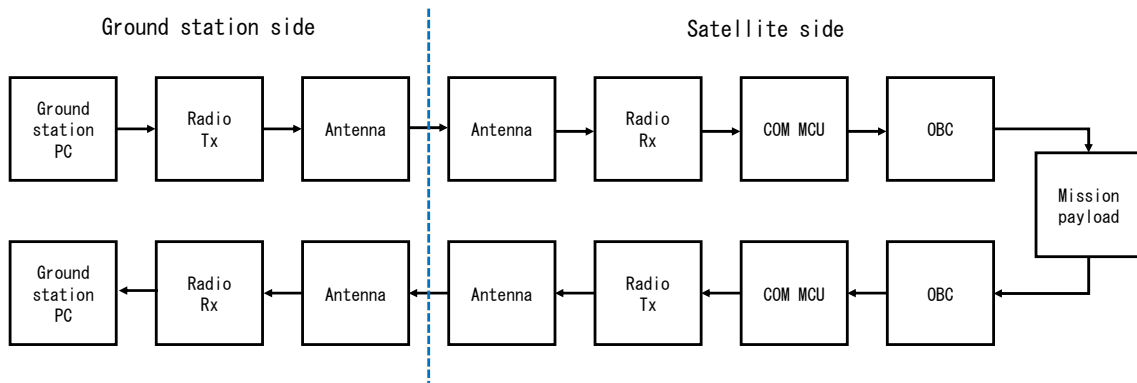 Ground station side
Satellite side
Ground
station
PC
Radio
Tx
Antenna
Antenna
Radio
Rx
COM MCU
OBC
Mission
payload
Ground
station
PC
Radio
Rx
Antenna
Antenna
Radio
Tx
COM MCU
OBC